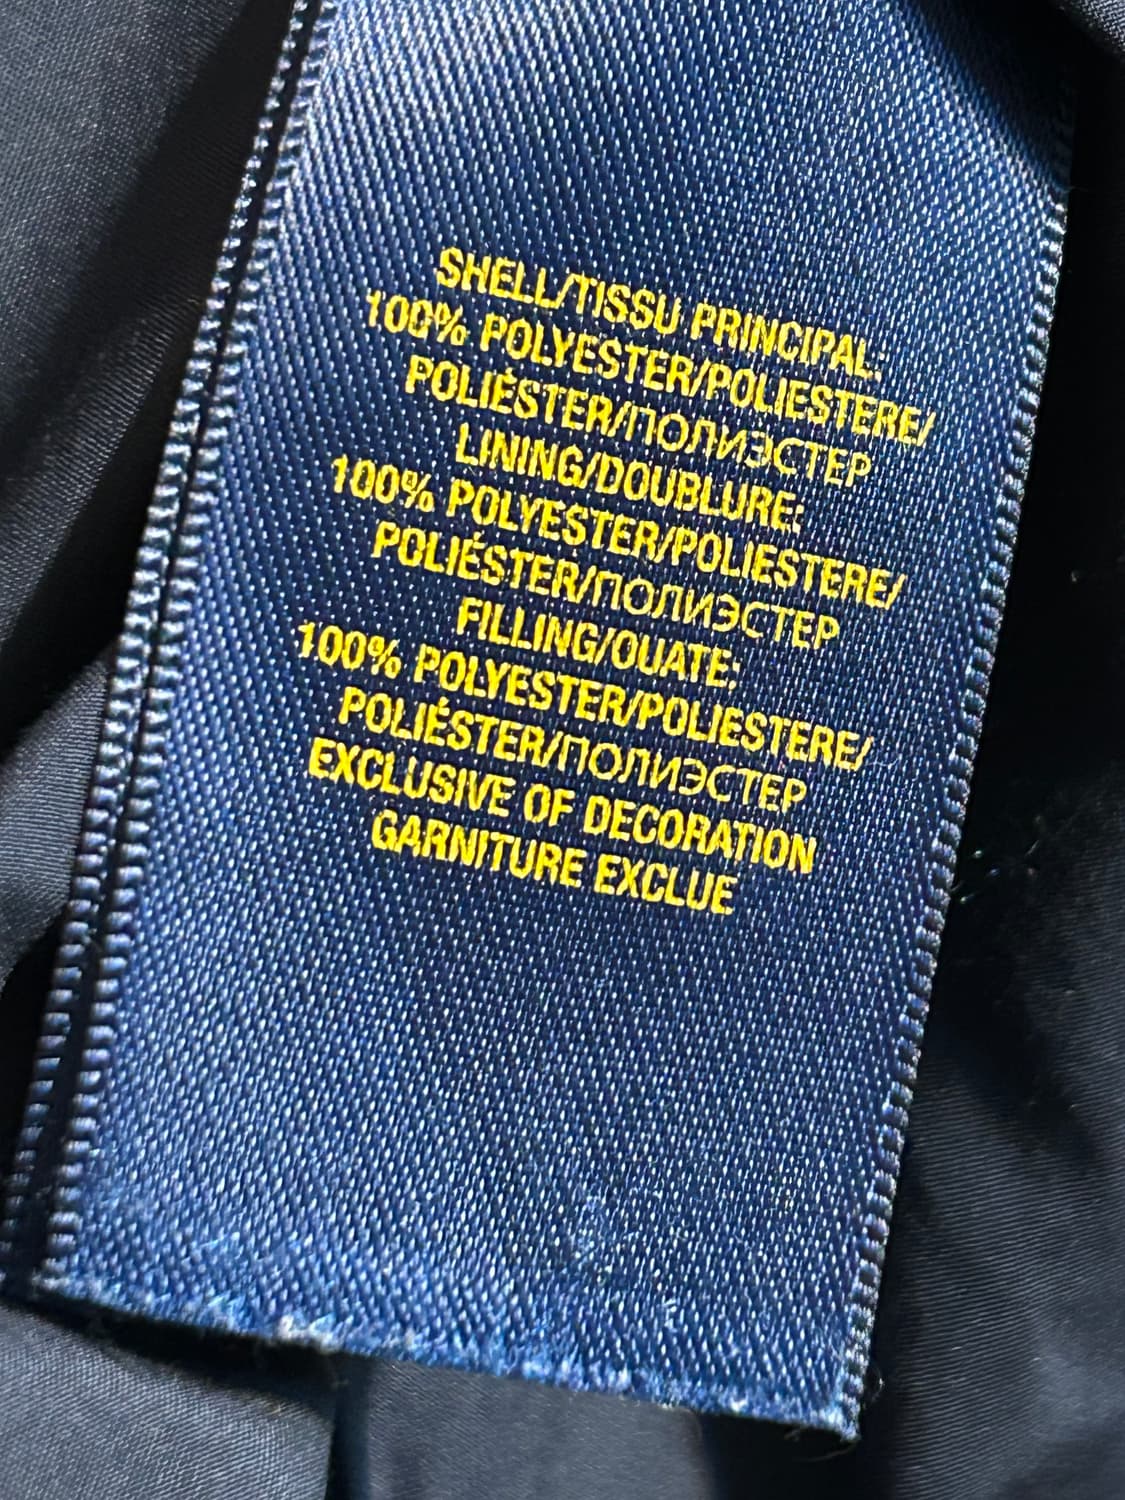 SHELL/TISSU PRINCIPAL:
100% POLYESTER/POLIESTERE/
POLIÉSTER/ПОЛИЭСТЕР
LINING/DOUBLURE:
100% POLYESTER/POLIESTERE/
POLIÉSTER/ПОЛИЭСТЕР
FILLING/OUATE:
100% POLYESTER/POLIESTERE/
POLIÉSTER/ПОЛИЭСТЕР
EXCLUSIVE OF DECORATION
GARNITURE EXCLUE